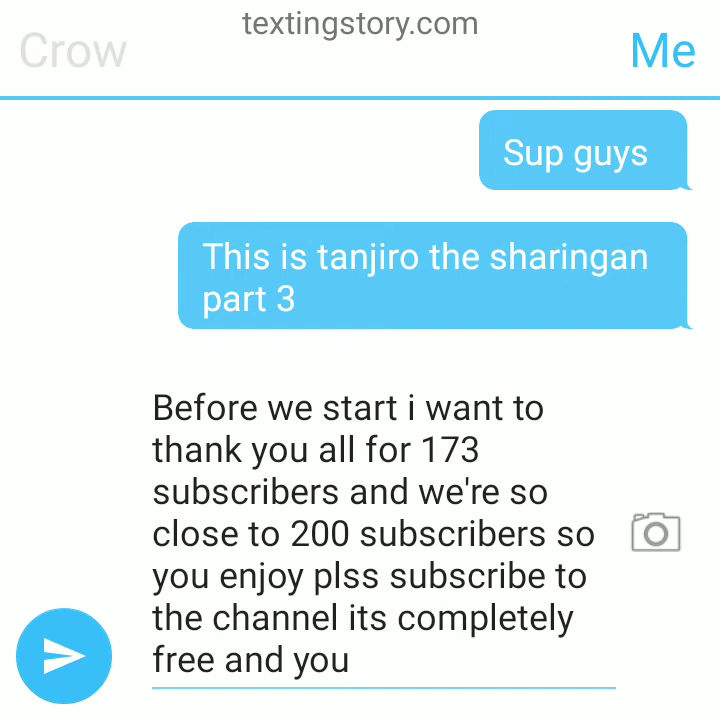 textingstory.com
Crow
Me
Sup guys
This is tanjiro the sharingan
part 3
Before we start i want to
thank you all for 173
subscribers and we're so
close to 200 subscribers so
you enjoy plss subscribe to
the channel its completely
free and you